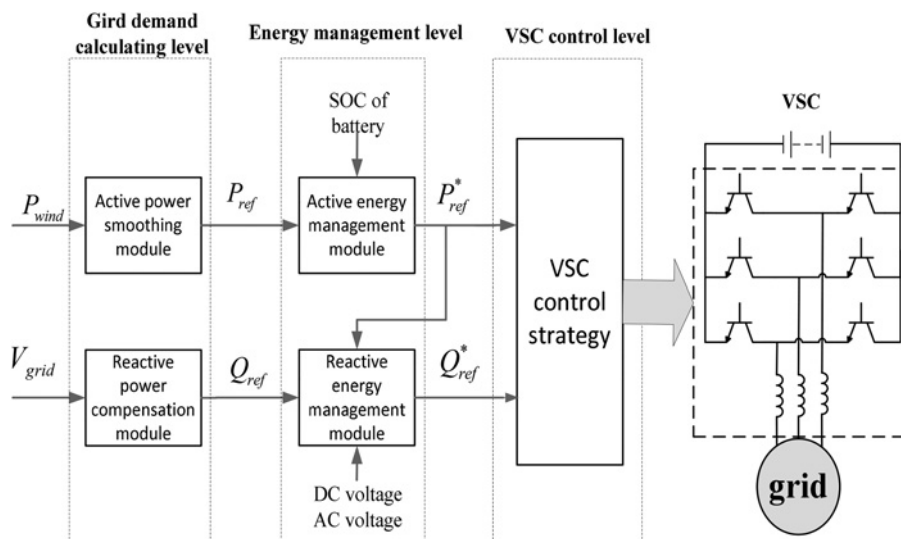 Gird demand
calculating level
Energy management level
VSC control level
SOC of
battery
VSC
P_wind
Active power
smoothing
module
P_ref
Active energy
management
module
P*_ref
VSC
control
strategy
V_grid
Reactive
power
compensation
module
Q_ref
Reactive
energy
management
module
Q*_ref
DC voltage
AC voltage
grid